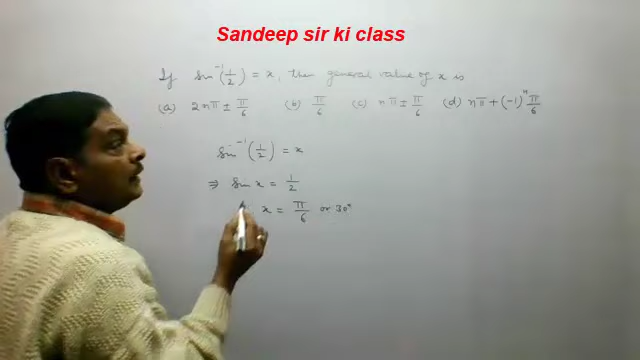 Sandeep sir ki class
If sin⁻¹(1/2) = x, then general value of x is
(a) 2nπ ± π/6 (b) π/6 (c) nπ ± π/6 (d) nπ + (-1)ⁿ π/6
sin⁻¹(1/2) = x
⇒ sin x = 1/2
x = π/6 or 30°